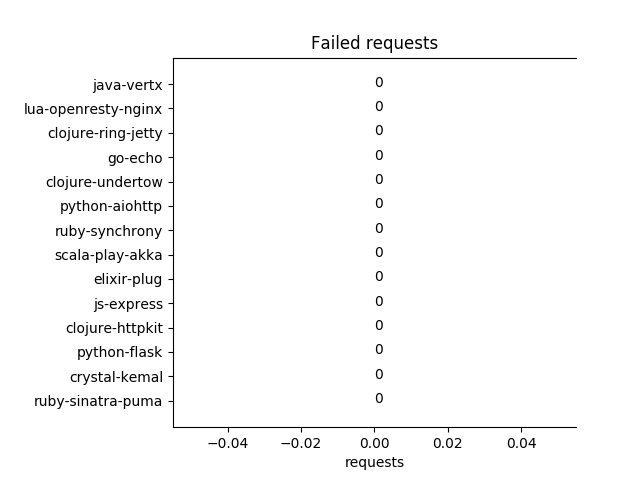 Failed requests
java-vertx 0
lua-openresty-nginx 0
clojure-ring-jetty 0
go-echo 0
clojure-undertow 0
python-aiohttp 0
ruby-synchrony 0
scala-play-akka 0
elixir-plug 0
js-express 0
clojure-httpkit 0
python-flask 0
crystal-kemal 0
ruby-sinatra-puma 0
−0.04 −0.02 0.00 0.02 0.04
requests